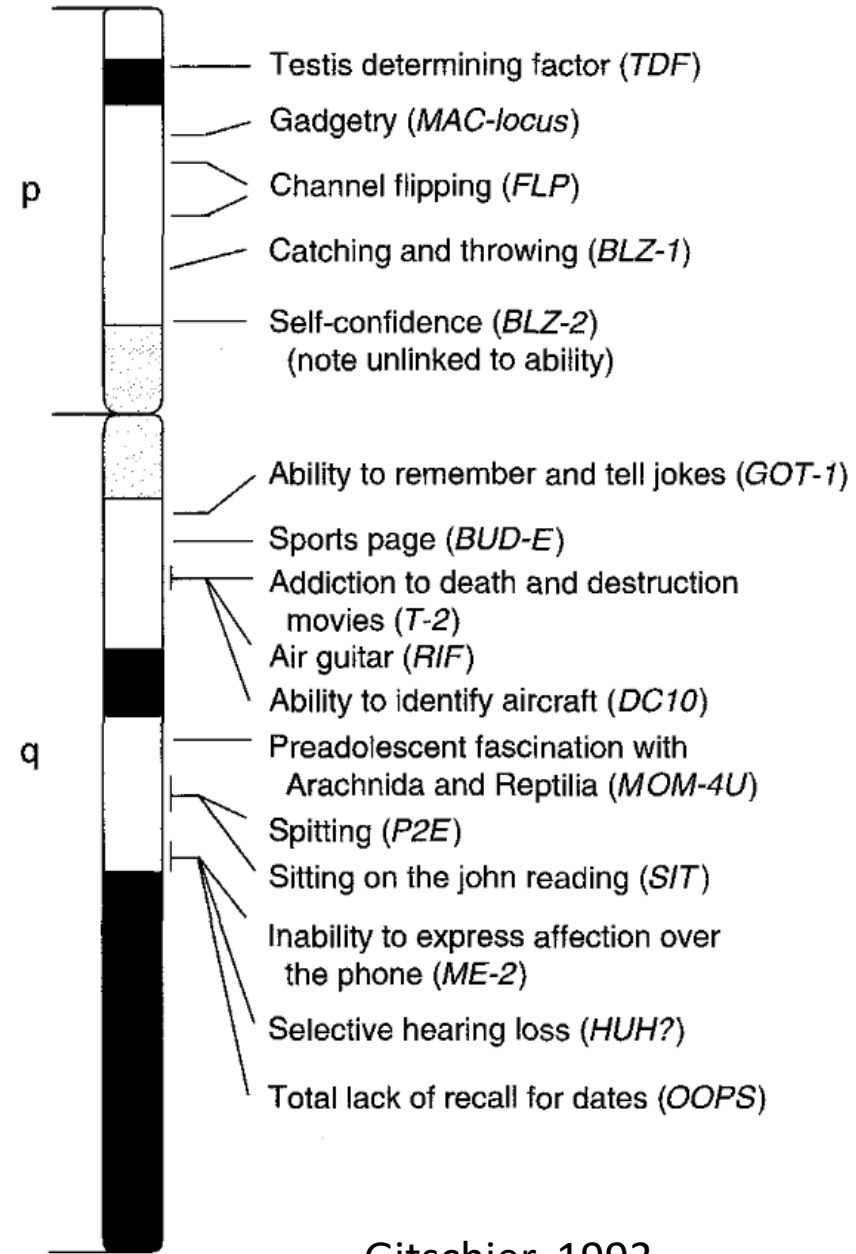 Testis determining factor (TDF)
Gadgetry (MAC-locus)
p
Channel flipping (FLP)
Catching and throwing (BLZ-1)
Self-confidence (BLZ-2)
(note unlinked to ability)
Ability to remember and tell jokes (GOT-1)
Sports page (BUD-E)
Addiction to death and destruction
movies (T-2)
Air guitar (RIF)
Ability to identify aircraft (DC10)
q
Preadolescent fascination with
Arachnida and Reptilia (MOM-4U)
Spitting (P2E)
Sitting on the john reading (SIT)
Inability to express affection over
the phone (ME-2)
Selective hearing loss (HUH?)
Total lack of recall for dates (OOPS)
Gitschier, 1993